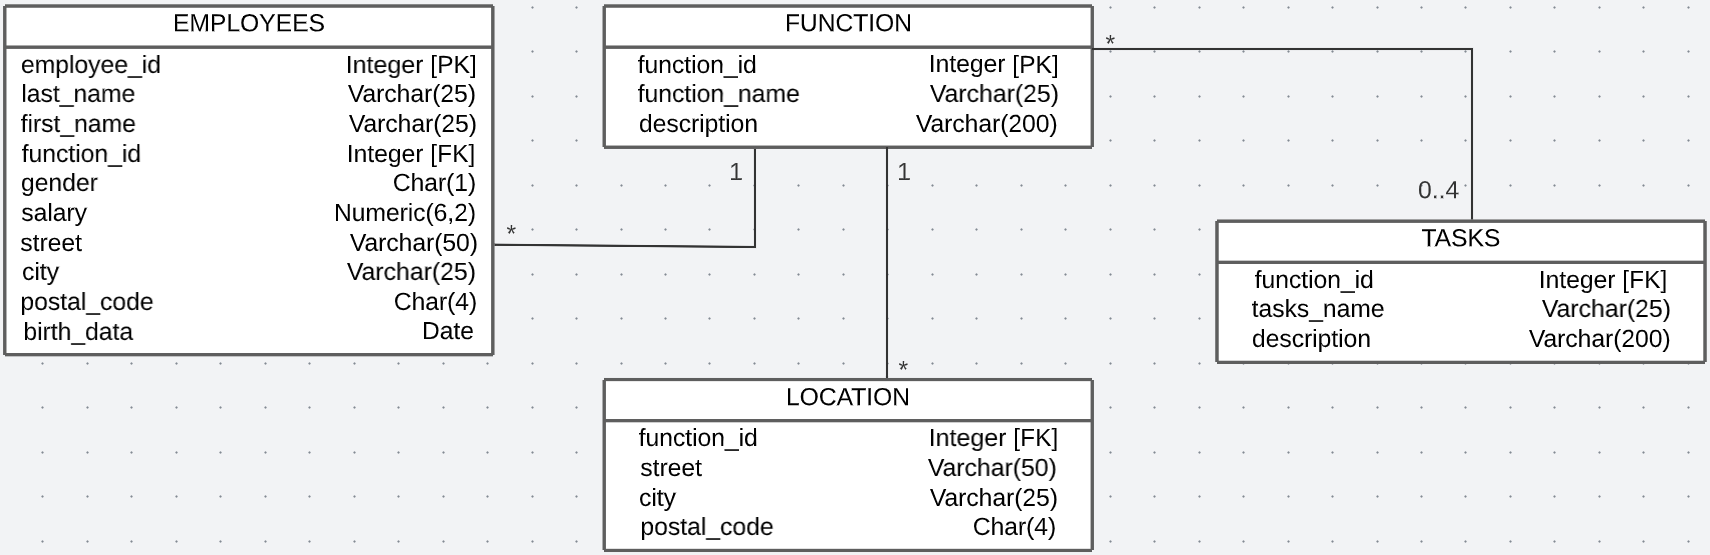 EMPLOYEES
employee_id Integer [PK]
last_name Varchar(25)
first_name Varchar(25)
function_id Integer [FK]
gender Char(1)
salary Numeric(6,2)
street Varchar(50)
city Varchar(25)
postal_code Char(4)
birth_data Date
*
1
FUNCTION
function_id Integer [PK]
function_name Varchar(25)
description Varchar(200)
1
*
LOCATION
function_id Integer [FK]
street Varchar(50)
city Varchar(25)
postal_code Char(4)
*
0..4
TASKS
function_id Integer [FK]
tasks_name Varchar(25)
description Varchar(200)